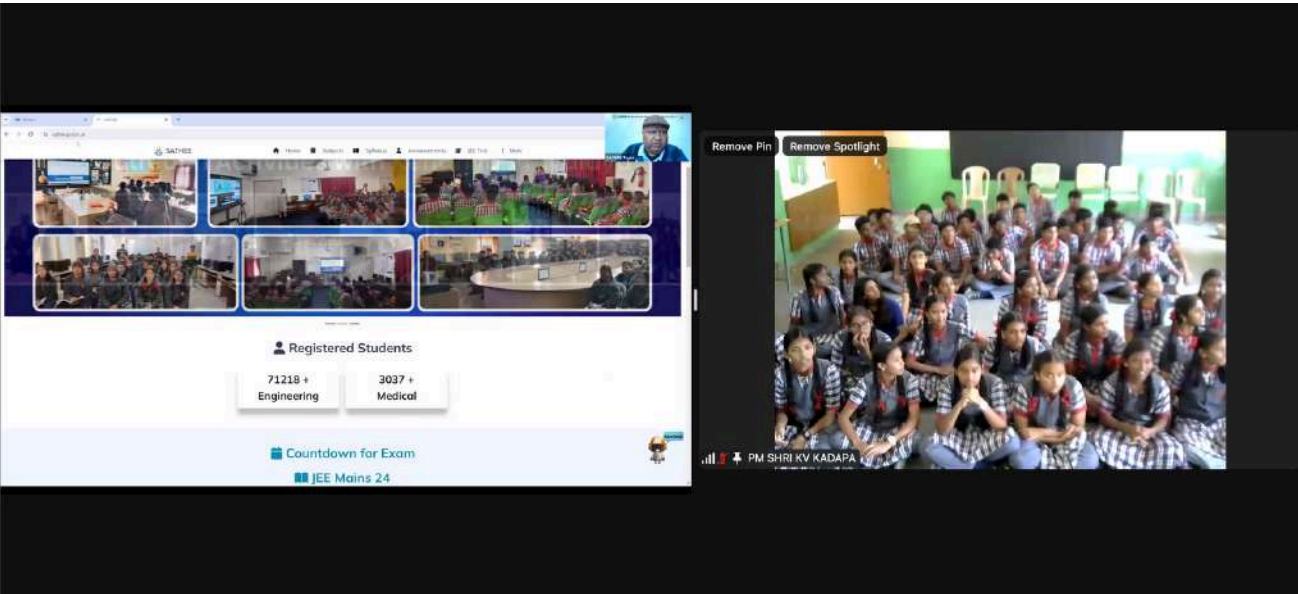 SATHEE
Home Subjects Syllabus Announcements JEE Test More
Registered Students
71218 +
Engineering
3037 +
Medical
Countdown for Exam
JEE Mains 24
Remove Pin
Remove Spotlight
PM SHRI KV KADAPA